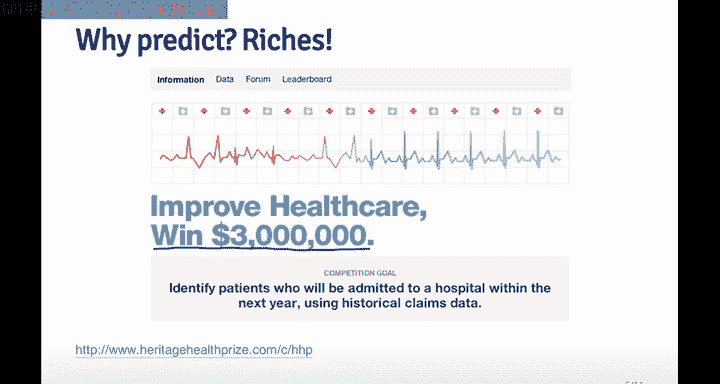 Why predict? Riches!
Information Data Forum Leaderboard
Improve Healthcare,
Win $3,000,000.
COMPETITION GOAL
Identify patients who will be admitted to a hospital within the
next year, using historical claims data.
http://www.heritagehealthprize.com/c/hhp